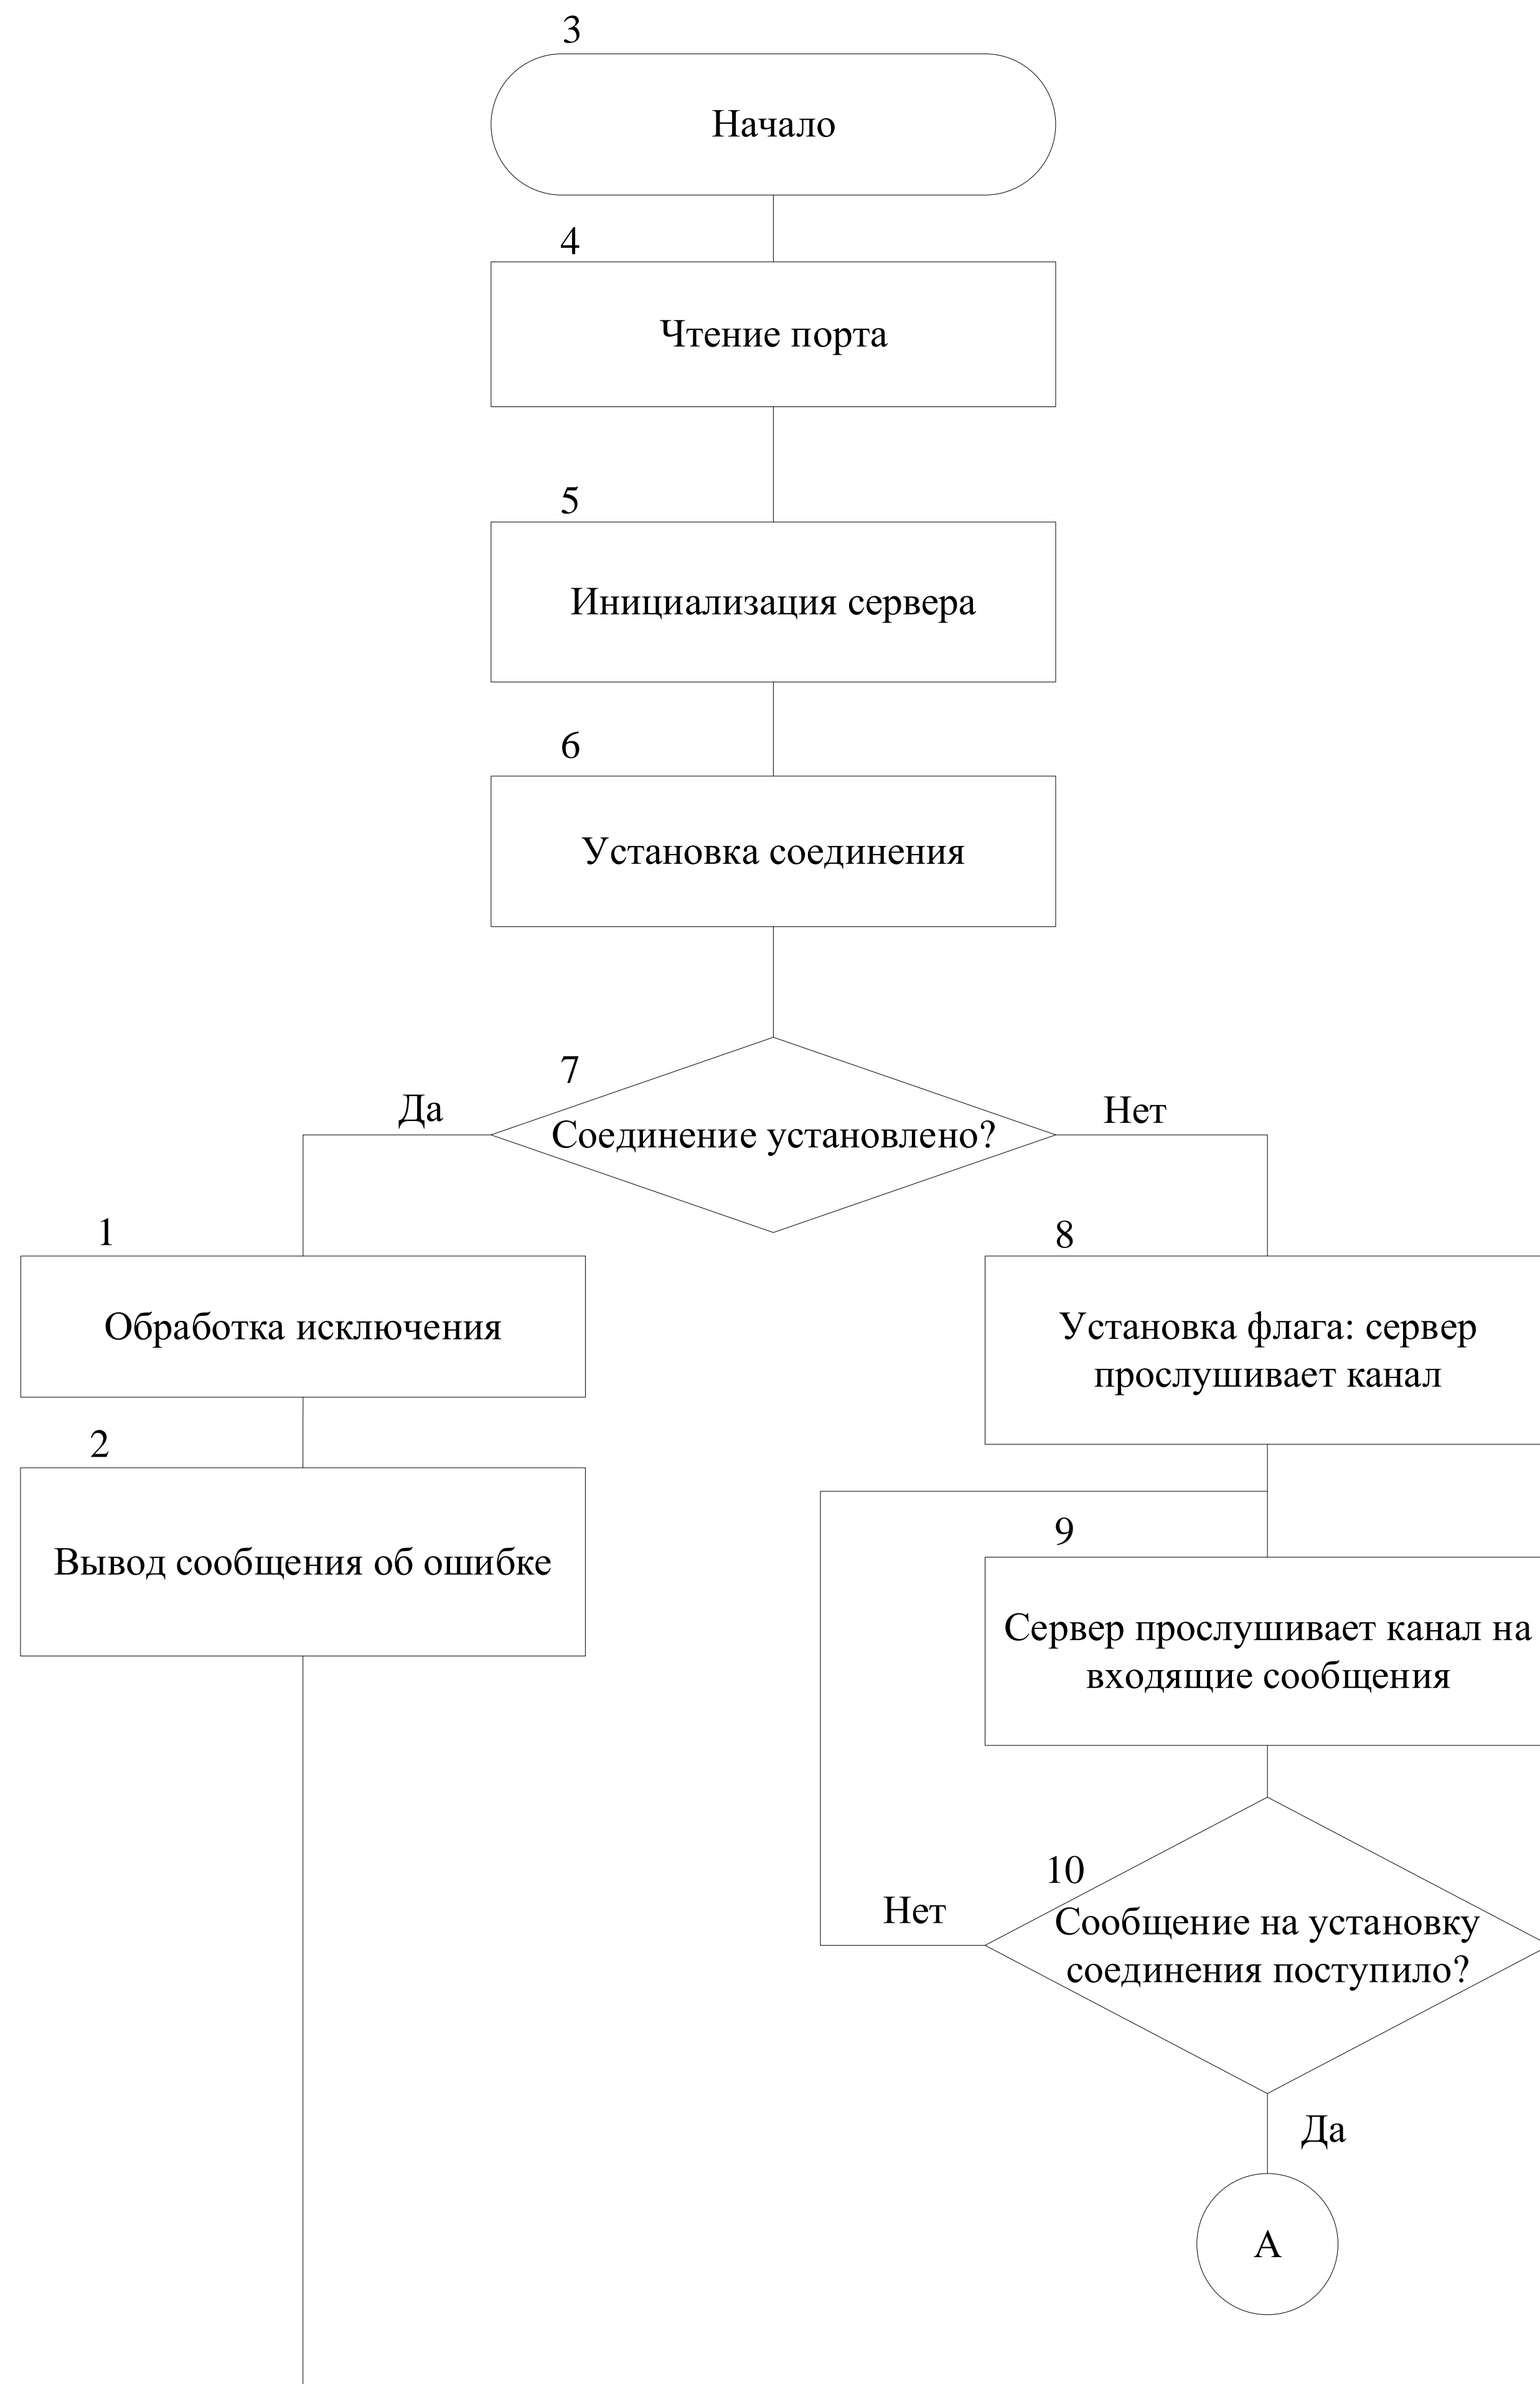 3
Начало
4
Чтение порта
5
Инициализация сервера
6
Установка соединения
7
Да
Нет
Соединение установлено?
1
8
Обработка исключения
Установка флага: сервер
прослушивает канал
2
9
Вывод сообщения об ошибке
Сервер прослушивает канал на
входящие сообщения
10
Нет
Сообщение на установку
соединения поступило?
Да
А